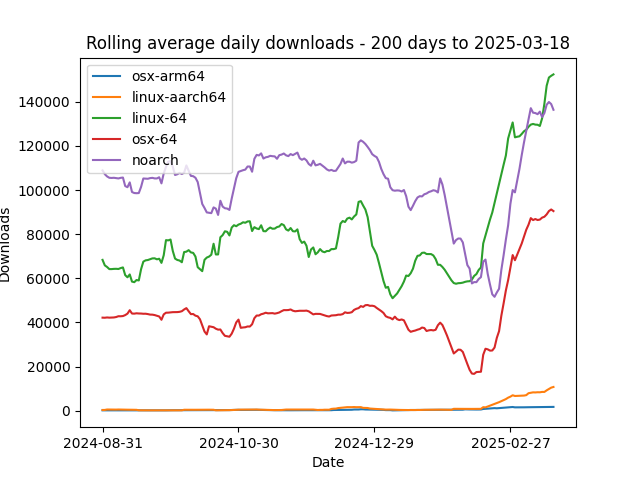 Rolling average daily downloads - 200 days to 2025-03-18
osx-arm64
linux-aarch64
linux-64
osx-64
noarch
140000
120000
100000
80000
60000
40000
20000
0
Downloads
2024-08-31 2024-10-30 2024-12-29 2025-02-27
Date